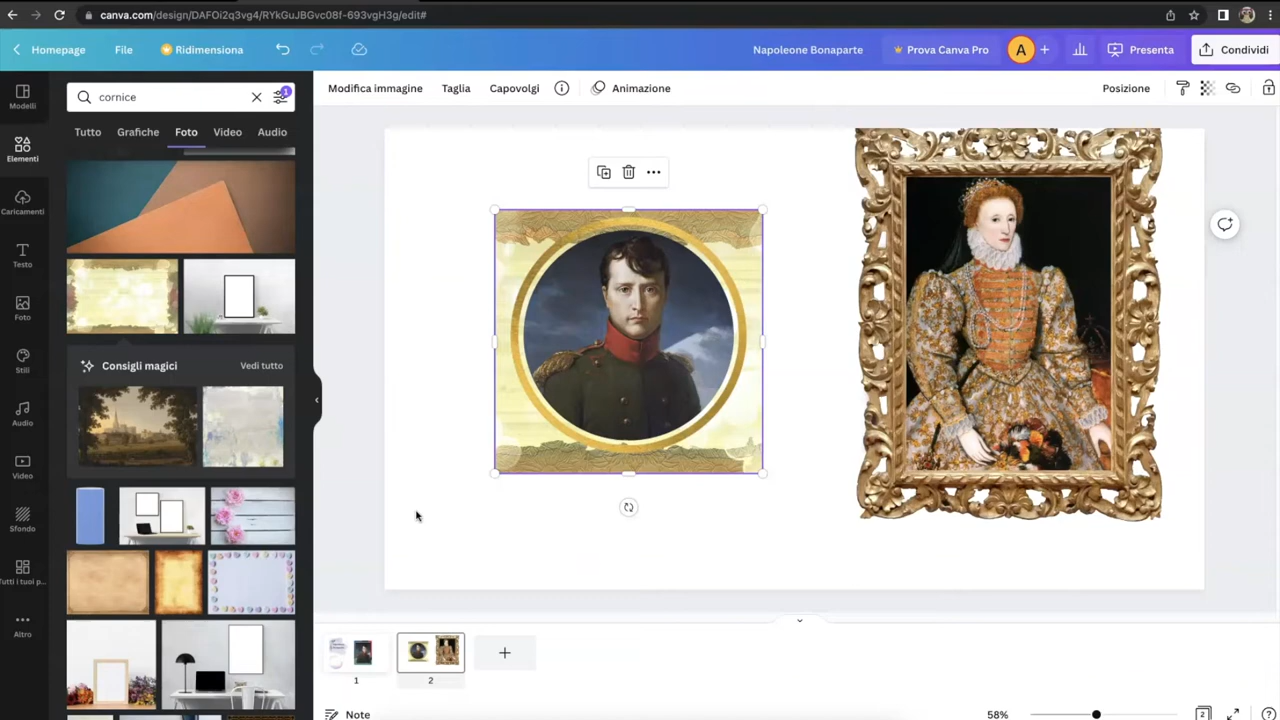 canva.com/design/DAFOi2q3vg4/RYkGuJBGvc08f-693vgH3g/edit#
Homepage
File
Ridimensiona
Napoleone Bonaparte
Prova Canva Pro
A
Presenta
Condividi
Modelli
Elementi
Caricamenti
Testo
Foto
Stili
Audio
Video
Sfondo
Tutti i tuoi p...
Altro
cornice
1
Tutto
Grafiche
Foto
Video
Audio
Consigli magici
Vedi tutto
Modifica immagine
Taglia
Capovolgi
Animazione
Posizione
1
2
Note
58%
2